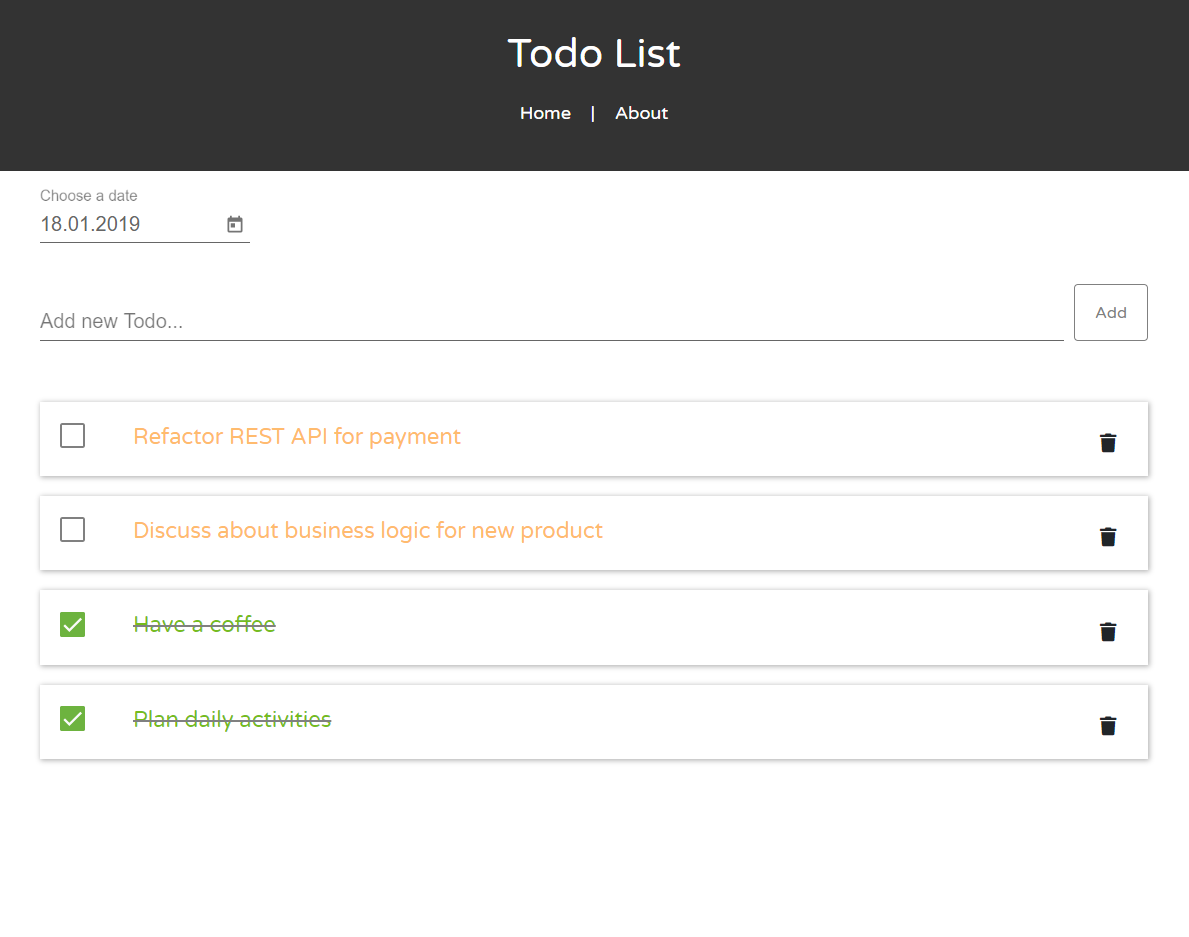 Todo List
Home | About
Choose a date
18.01.2019
Add new Todo...
Add
Refactor REST API for payment
Discuss about business logic for new product
Have a coffee
Plan daily activities